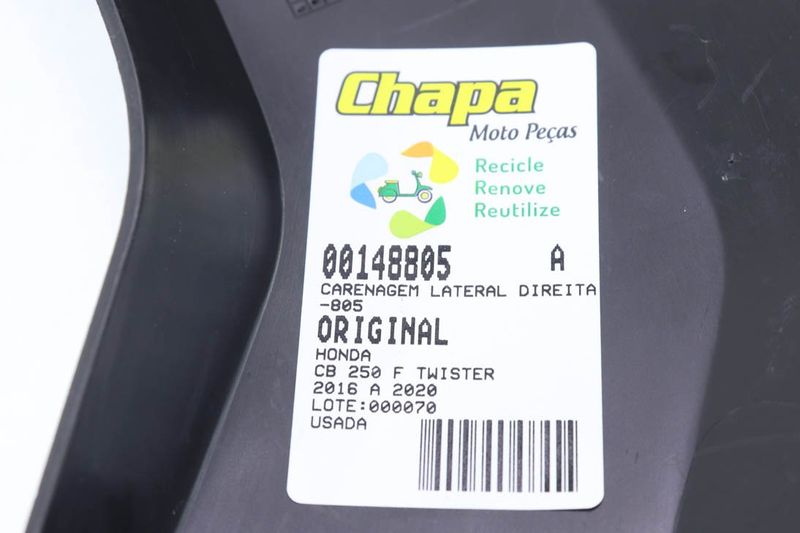 Chapa
Moto Peças
Recicle
Renove
Reutilize
00148805 A
CARENAGEM LATERAL DIREITA
-805
ORIGINAL
HONDA
CB 250 F TWISTER
2016 A 2020
LOTE:000070
USADA